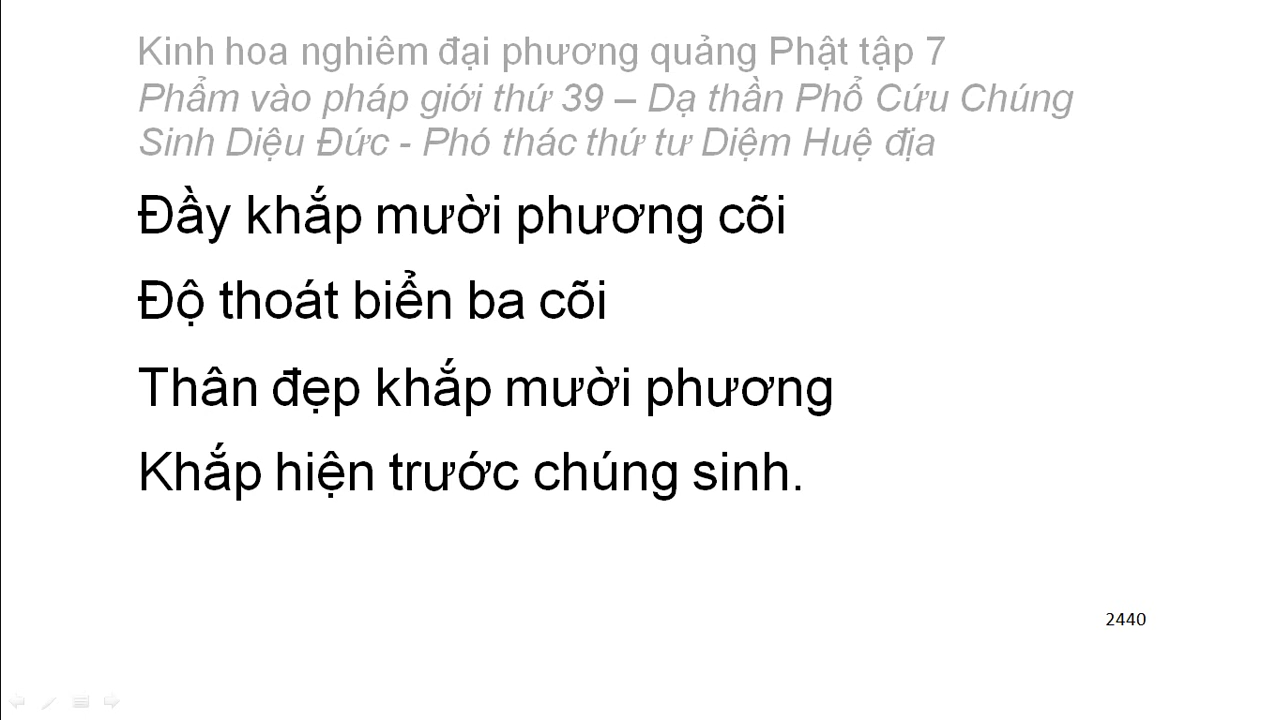 Kinh hoa nghiêm đại phương quảng Phật tập 7
Phẩm vào pháp giới thứ 39 – Dạ thần Phổ Cứu Chúng
Sinh Diệu Đức - Phó thác thứ tư Diệm Huệ địa
Đầy khắp mười phương cõi
Độ thoát biển ba cõi
Thân đẹp khắp mười phương
Khắp hiện trước chúng sinh.
2440